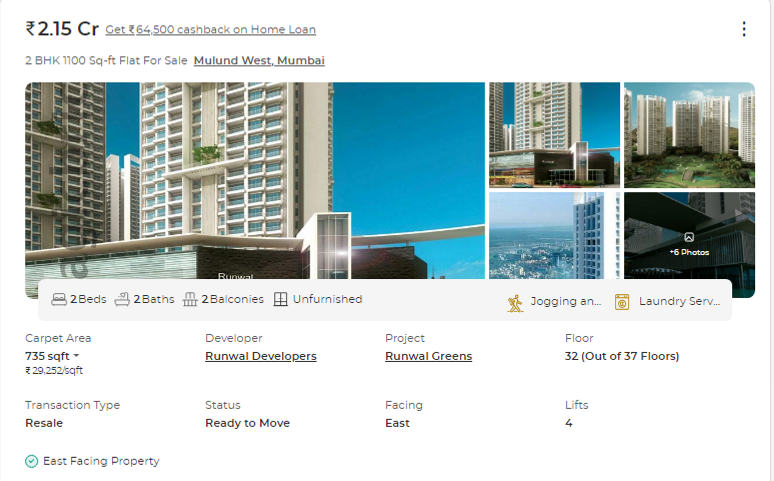 ₹2.15 Cr Get ₹64,500 cashback on Home Loan
2 BHK 1100 Sq-ft Flat For Sale Mulund West, Mumbai
Runwal
+6 Photos
2 Beds 2 Baths 2 Balconies Unfurnished Jogging an... Laundry Serv...
Carpet Area Developer Project Floor
735 sqft Runwal Developers Runwal Greens 32 (Out of 37 Floors)
₹ 29,252/sqft
Transaction Type Status Facing Lifts
Resale Ready to Move East 4
East Facing Property